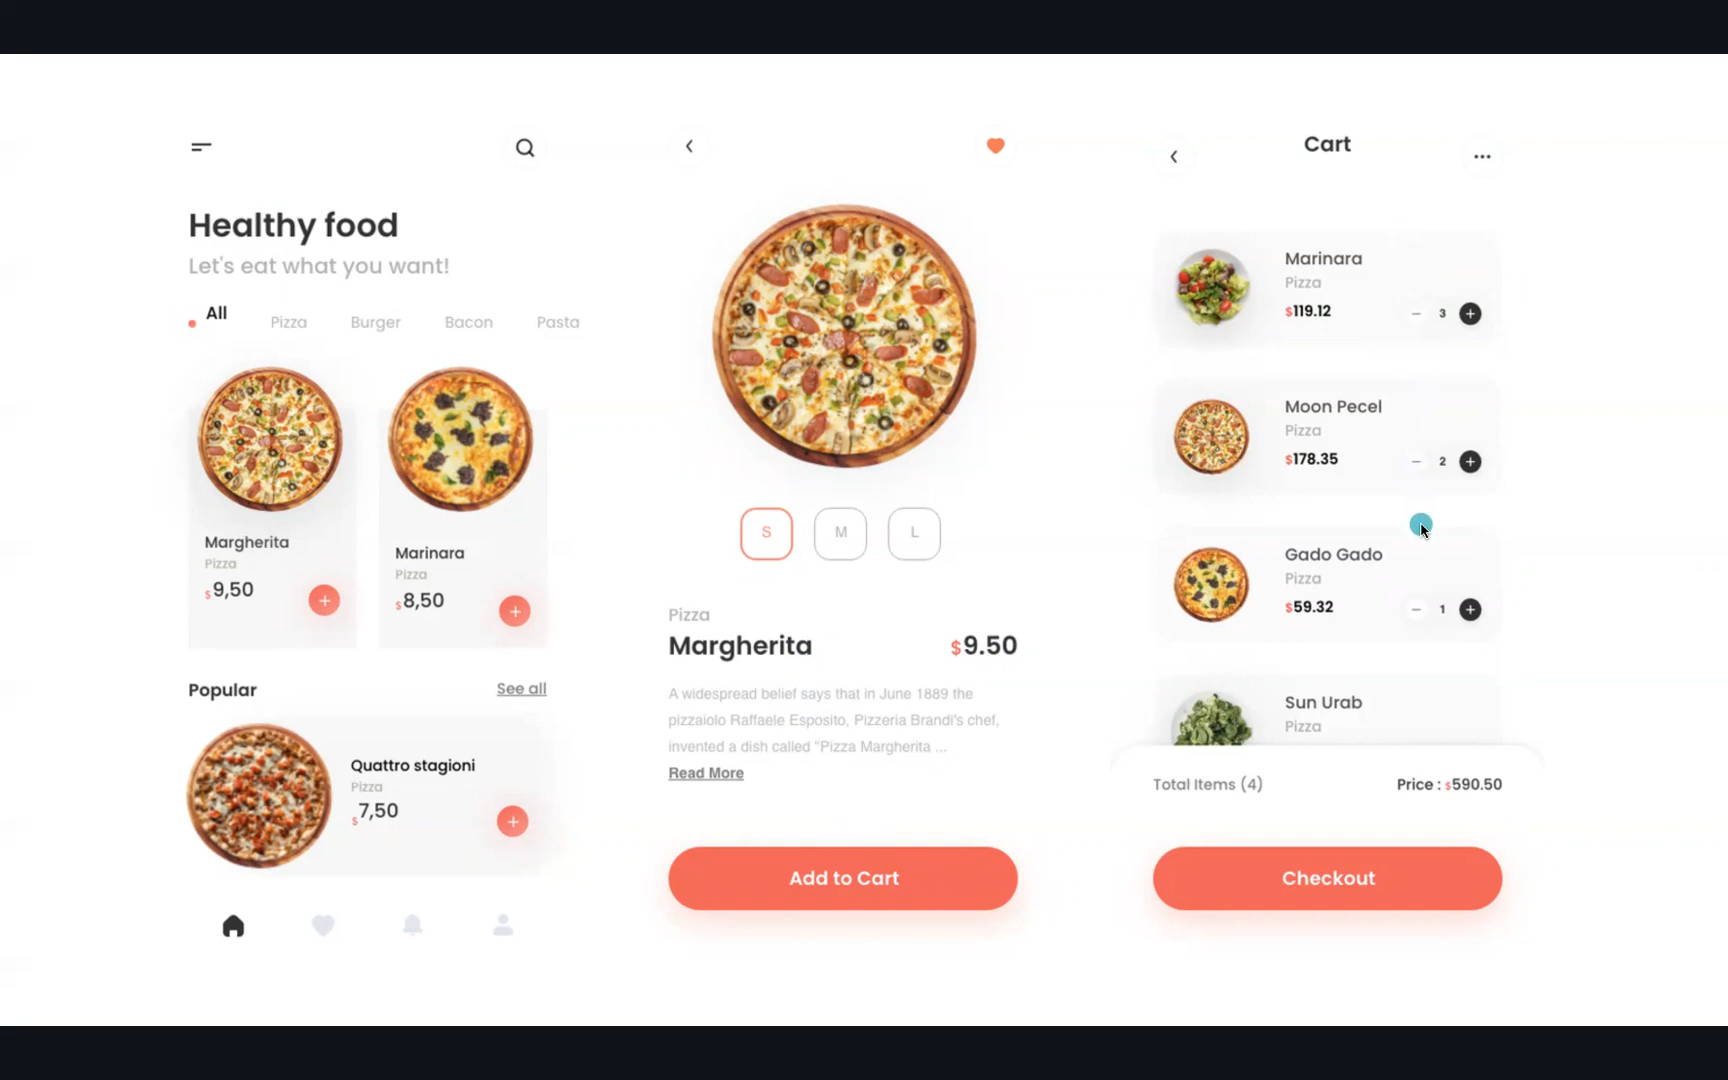 Healthy food
Let's eat what you want!
All Pizza Burger Bacon Pasta
Margherita
Pizza
$9,50
Marinara
Pizza
$8,50
Popular See all
Quattro stagioni
Pizza
$7,50
S M L
Pizza
Margherita $9.50
A widespread belief says that in June 1889 the
pizzaiolo Raffaele Esposito, Pizzeria Brandi's chef,
invented a dish called "Pizza Margherita ...
Read More
Add to Cart
Cart
Marinara
Pizza
$119.12 − 3 +
Moon Pecel
Pizza
$178.35 − 2 +
Gado Gado
Pizza
$59.32 − 1 +
Sun Urab
Pizza
Total Items (4) Price : $590.50
Checkout